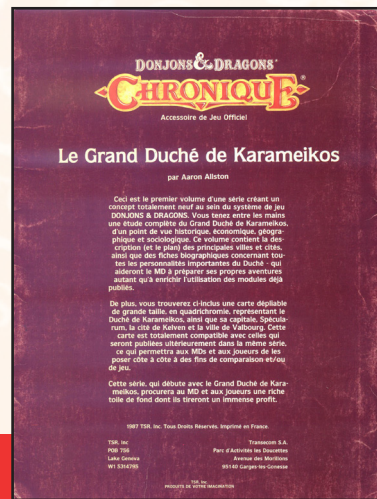 DONJONS & DRAGONS®
CHRONIQUE®
Accessoire de Jeu Officiel
Le Grand Duché de Karameikos
par Aaron Allston
Ceci est le premier volume d'une série créant un
concept totalement neuf au sein du système de jeu
DONJONS & DRAGONS. Vous tenez entre les mains
une étude complète du Grand Duché de Karameikos,
d'un point de vue historique, économique, géogra-
phique et sociologique. Ce volume contient la des-
cription (et le plan) des principales villes et cités,
ainsi que des fiches biographiques concernant tou-
tes les personnalités importantes du Duché - qui
aideront le MD à préparer ses propres aventures
autant qu'à enrichir l'utilisation des modules déjà
publiés.
De plus, vous trouverez ci-inclus une carte dépliable
de grande taille, en quadrichromie, représentant le
Duché de Karameikos, ainsi que sa capitale, Spécula-
rum, la cité de Kelven et la ville de Valbourg. Cette
carte est totalement compatible avec celles qui
seront publiées ultérieurement dans la même série,
ce qui permettra aux MDs et aux joueurs de les
poser côte à côte à des fins de comparaison et/ou
de jeu.
Cette série, qui débute avec le Grand Duché de Kara-
meikos, procurera au MD et aux joueurs une riche
toile de fond dont ils tireront un immense profit.
1987 TSR, Inc. Tous Droits Réservés. Imprimé en France.
TSR, Inc
POB 756
Lake Geneva
W1 5314795
Transecom S.A.
Parc d'Activités les Doucettes
Avenue des Morillons
95140 Garges-les-Gonesse
TSR, Inc.
PRODUITS DE VOTRE IMAGINATION